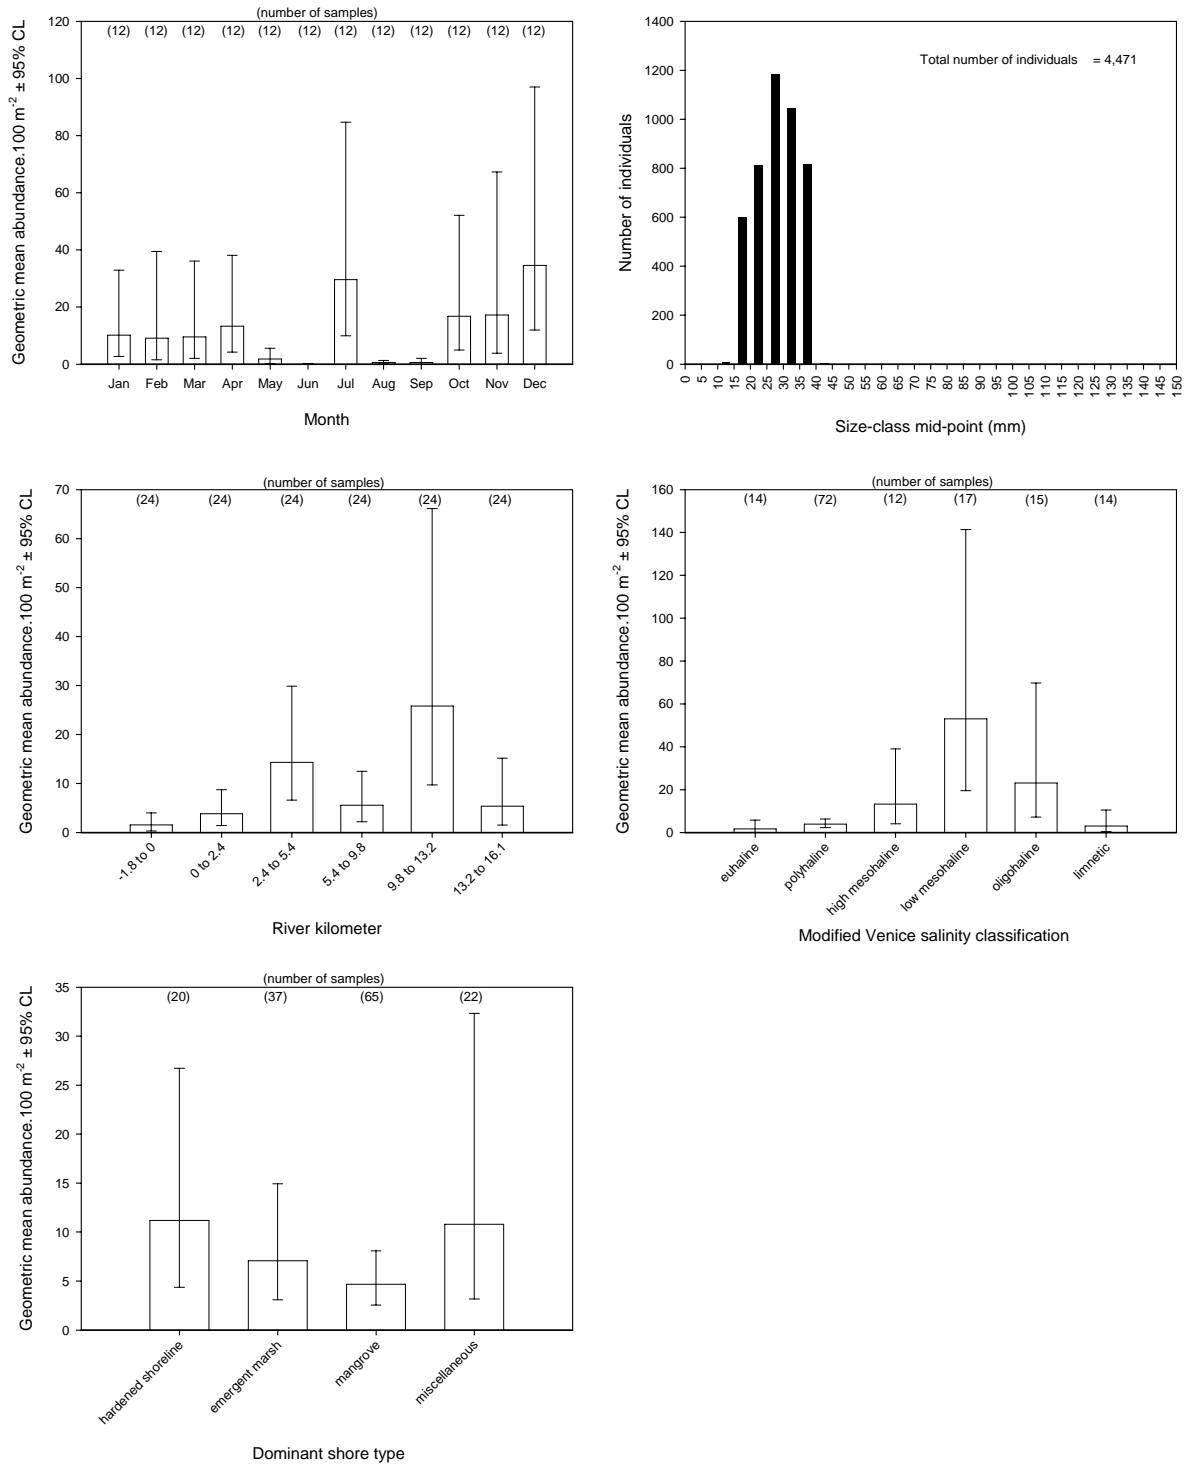 (number of samples)
(12) (12) (12) (12) (12) (12) (12) (12) (12) (12) (12) (12)
120
100
80
60
40
20
0
Geometric mean abundance.100 m-2 ± 95% CL
Jan Feb Mar Apr May Jun Jul Aug Sep Oct Nov Dec
Month
1400
1200
1000
800
600
400
200
0
Number of individuals
Total number of individuals = 4,471
0 5 10 15 20 25 30 35 40 45 50 55 60 65 70 75 80 85 90 95 100 105 110 115 120 125 130 135 140 145 150
Size-class mid-point (mm)
(number of samples)
(24) (24) (24) (24) (24) (24)
70
60
50
40
30
20
10
0
Geometric mean abundance.100 m-2 ± 95% CL
-1.8 to 0
0 to 2.4
2.4 to 5.4
5.4 to 9.8
9.8 to 13.2
13.2 to 16.1
River kilometer
(number of samples)
(14) (72) (12) (17) (15) (14)
160
140
120
100
80
60
40
20
0
Geometric mean abundance.100 m-2 ± 95% CL
euhaline
polyhaline
high mesohaline
low mesohaline
oligohaline
limnetic
Modified Venice salinity classification
(number of samples)
(20) (37) (65) (22)
35
30
25
20
15
10
5
0
Geometric mean abundance.100 m-2 ± 95% CL
hardened shoreline
emergent marsh
mangrove
miscellaneous
Dominant shore type